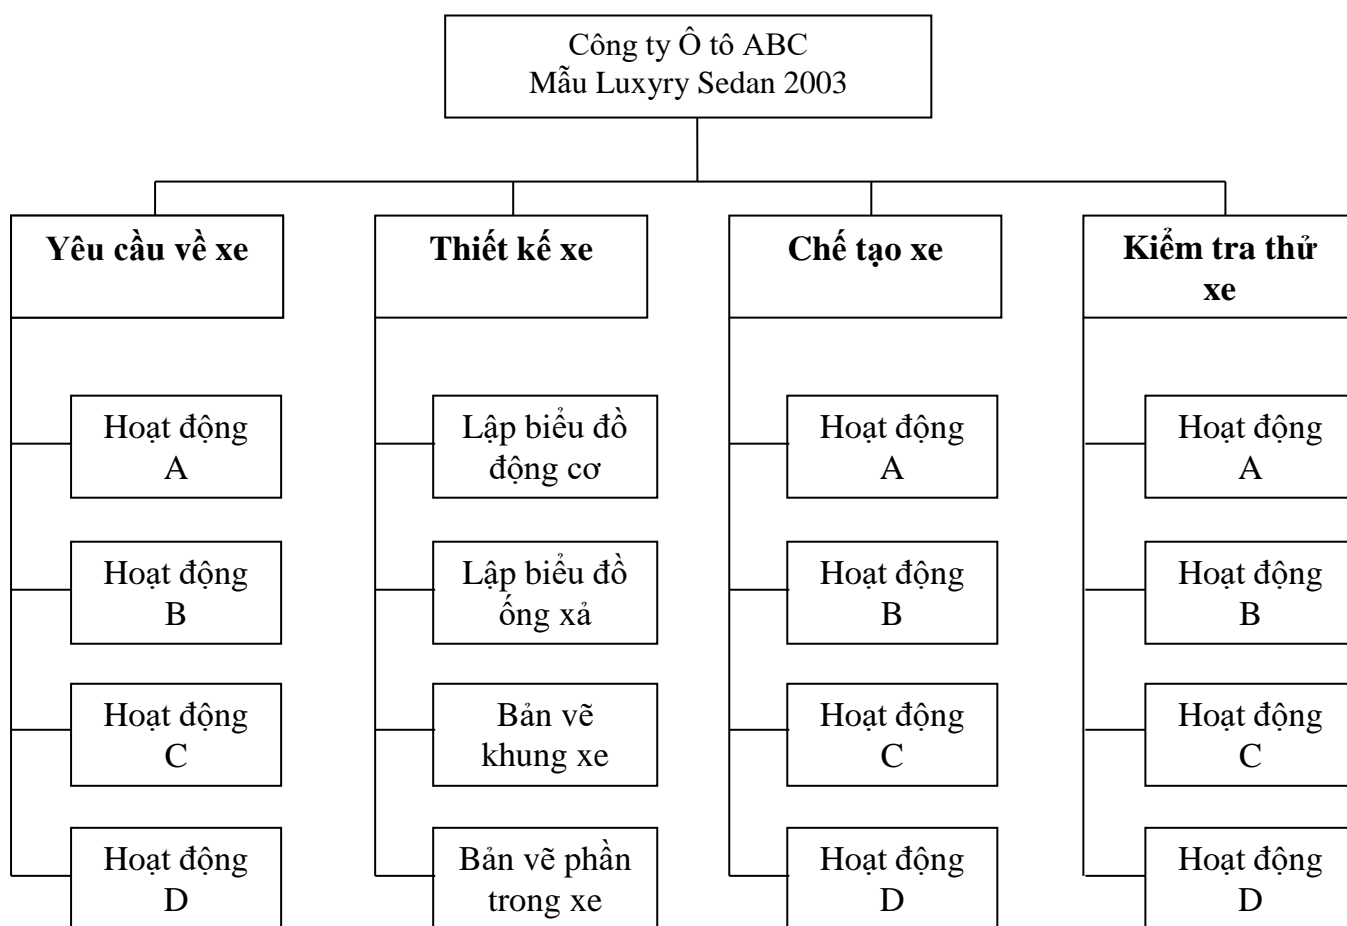 Công ty Ô tô ABC
Mẫu Luxyry Sedan 2003
Yêu cầu về xe
Thiết kế xe
Chế tạo xe
Kiểm tra thử
xe
Hoạt động
A
Lập biểu đồ
động cơ
Hoạt động
A
Hoạt động
A
Hoạt động
B
Lập biểu đồ
ống xả
Hoạt động
B
Hoạt động
B
Hoạt động
C
Bản vẽ
khung xe
Hoạt động
C
Hoạt động
C
Hoạt động
D
Bản vẽ phần
trong xe
Hoạt động
D
Hoạt động
D